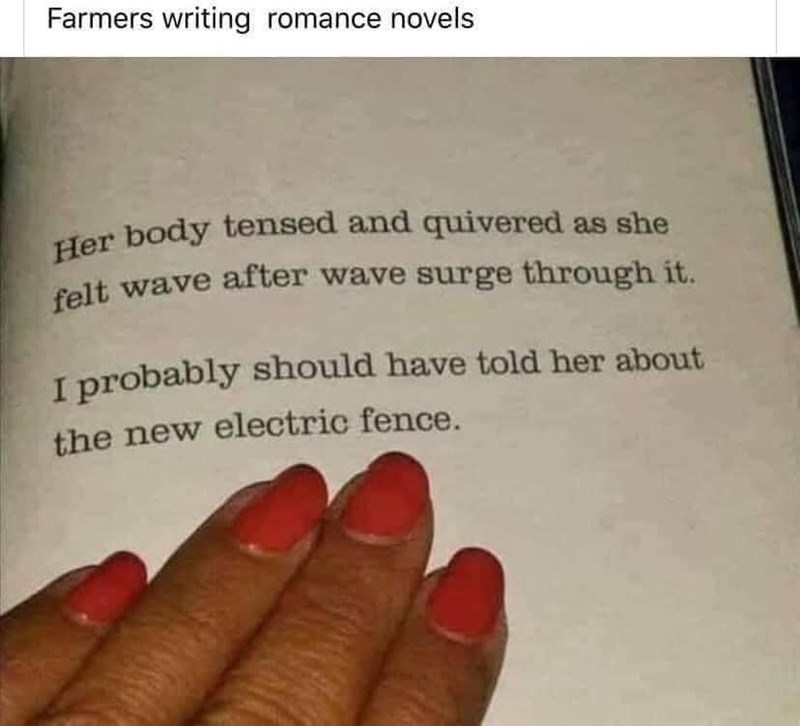 Farmers writing romance novels
Her body tensed and quivered as she
felt wave after wave surge through it.
I probably should have told her about
the new electric fence.